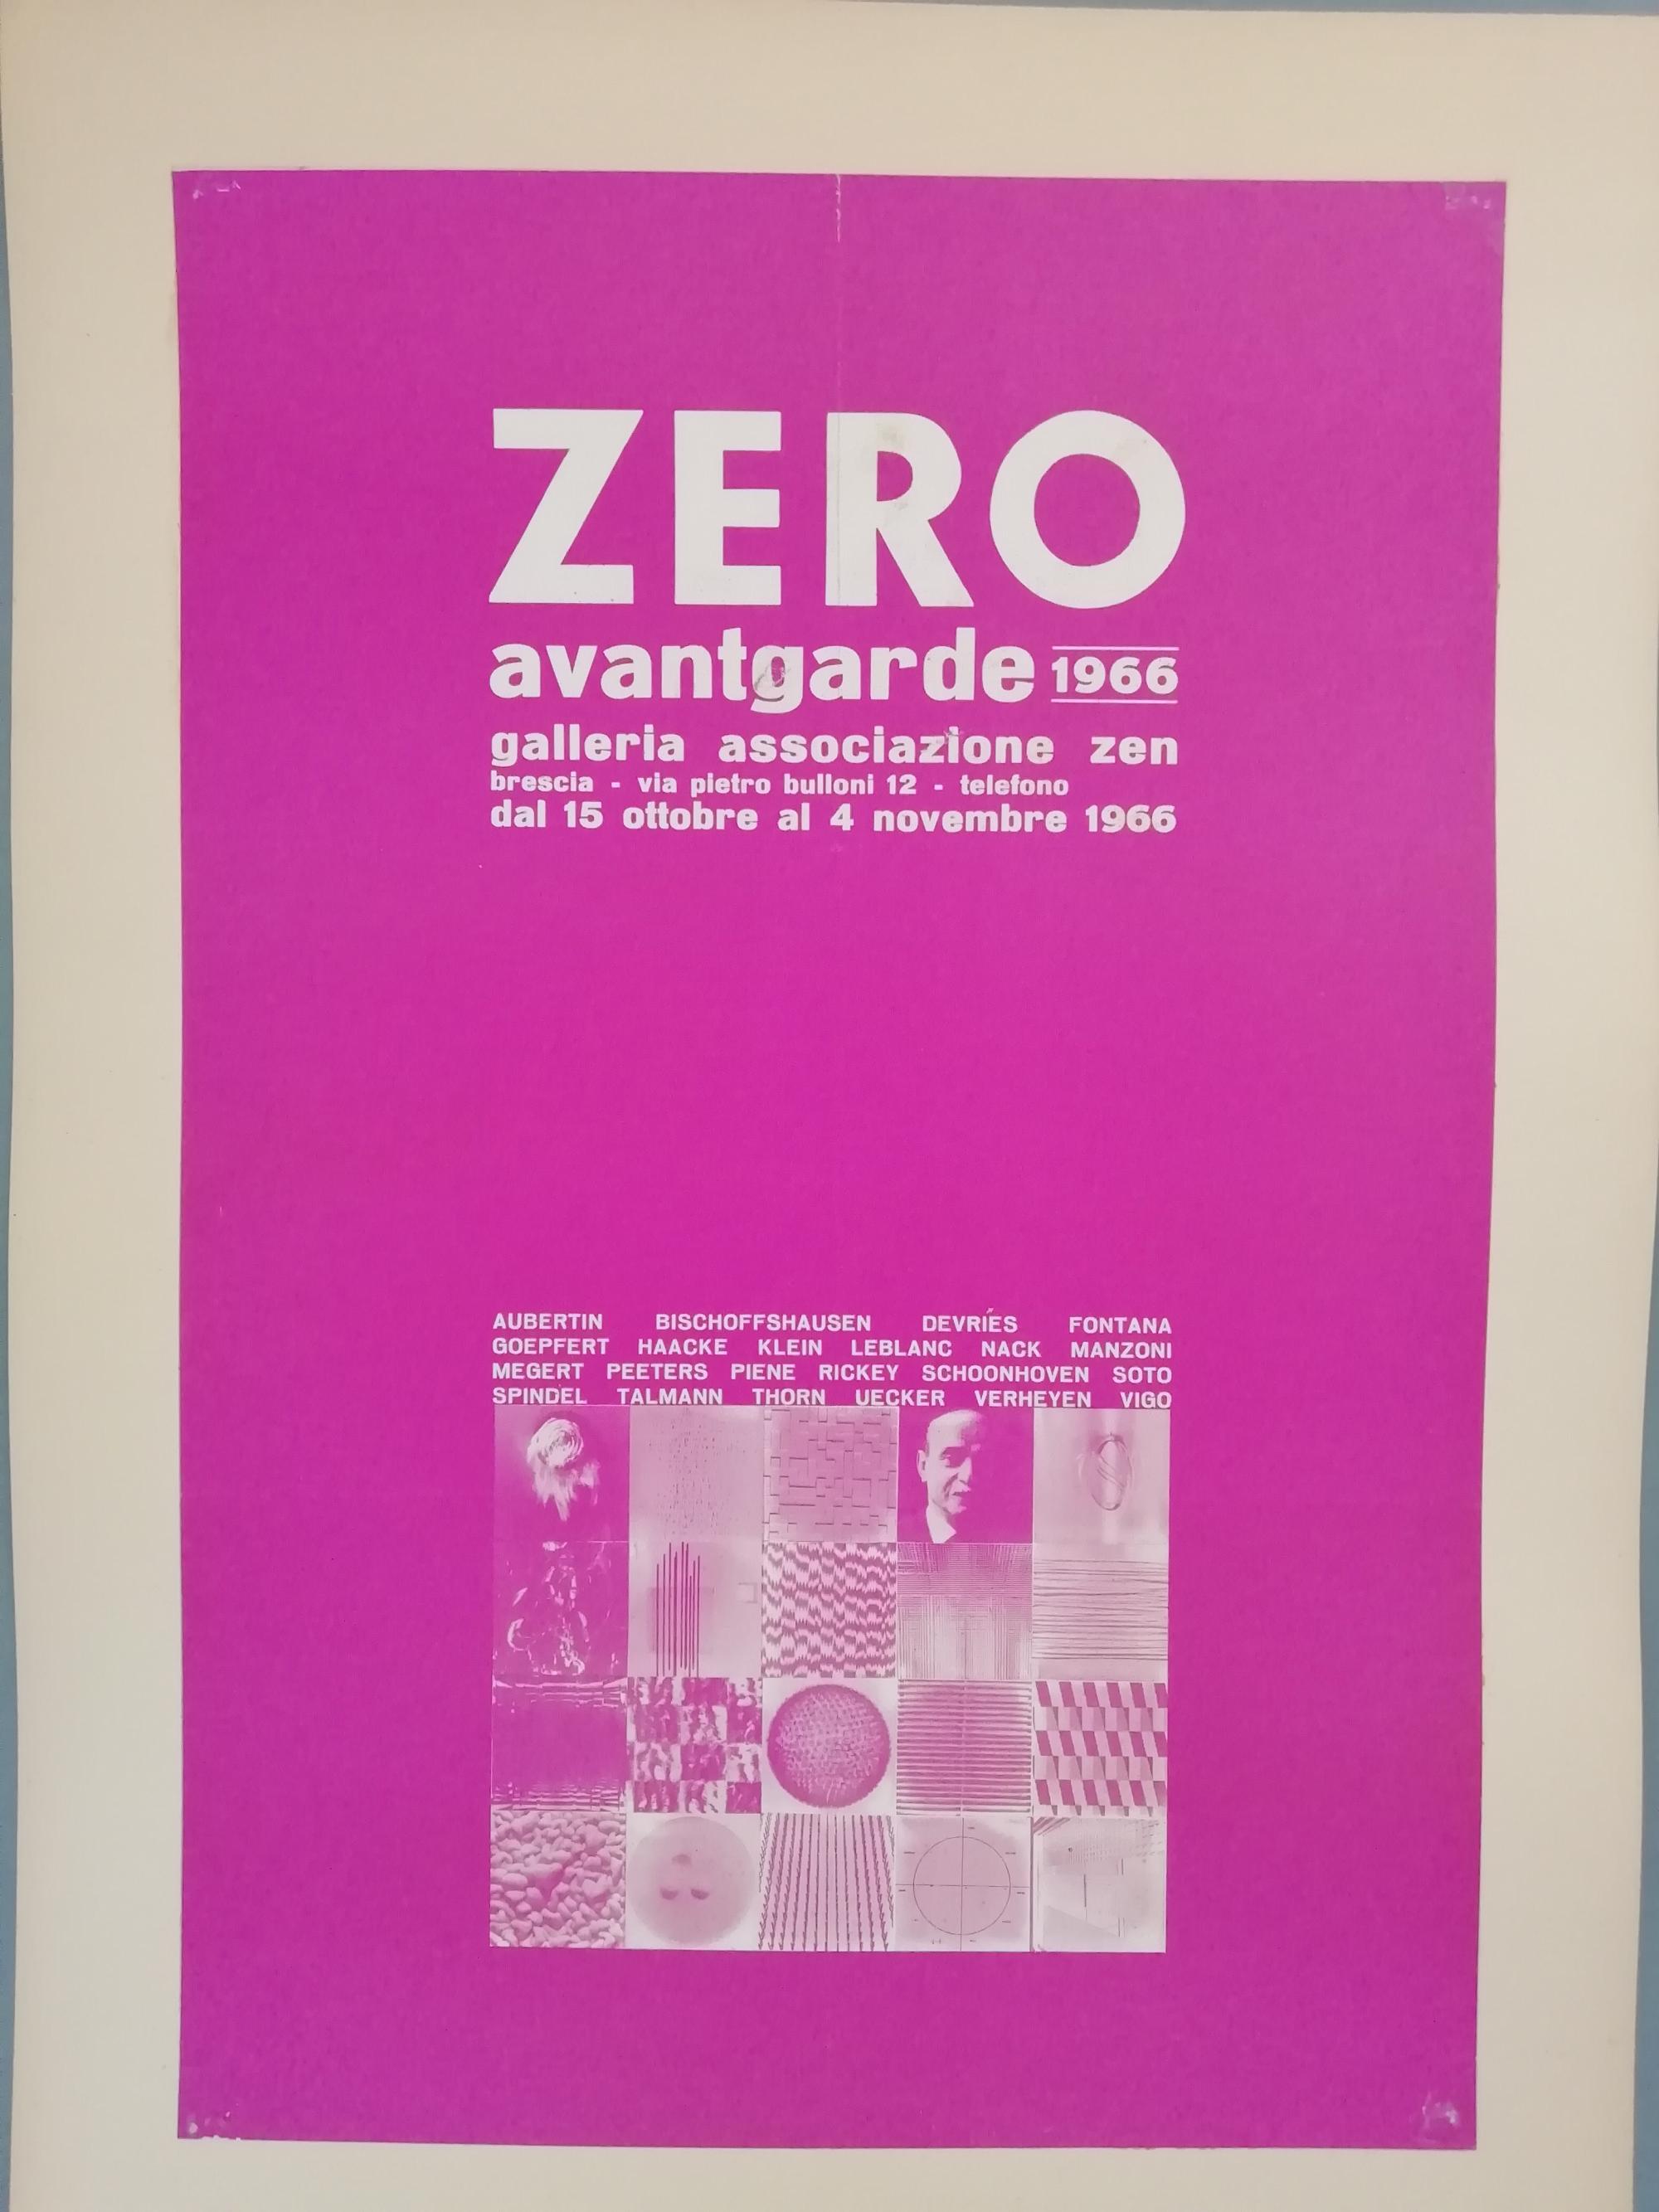 ZERO
avantgarde 1966
galleria associazione zen
brescia - via pietro bulloni 12 - telefono
dal 15 ottobre al 4 novembre 1966
AUBERTIN BISCHOFFSHAUSEN DEVRIES FONTANA
GOEPFERT HAACKE KLEIN LEBLANC NACK MANZONI
MEGERT PEETERS PIENE RICKEY SCHOONHOVEN SOTO
SPINDEL TALMANN THORN UECKER VERHEYEN VIGO